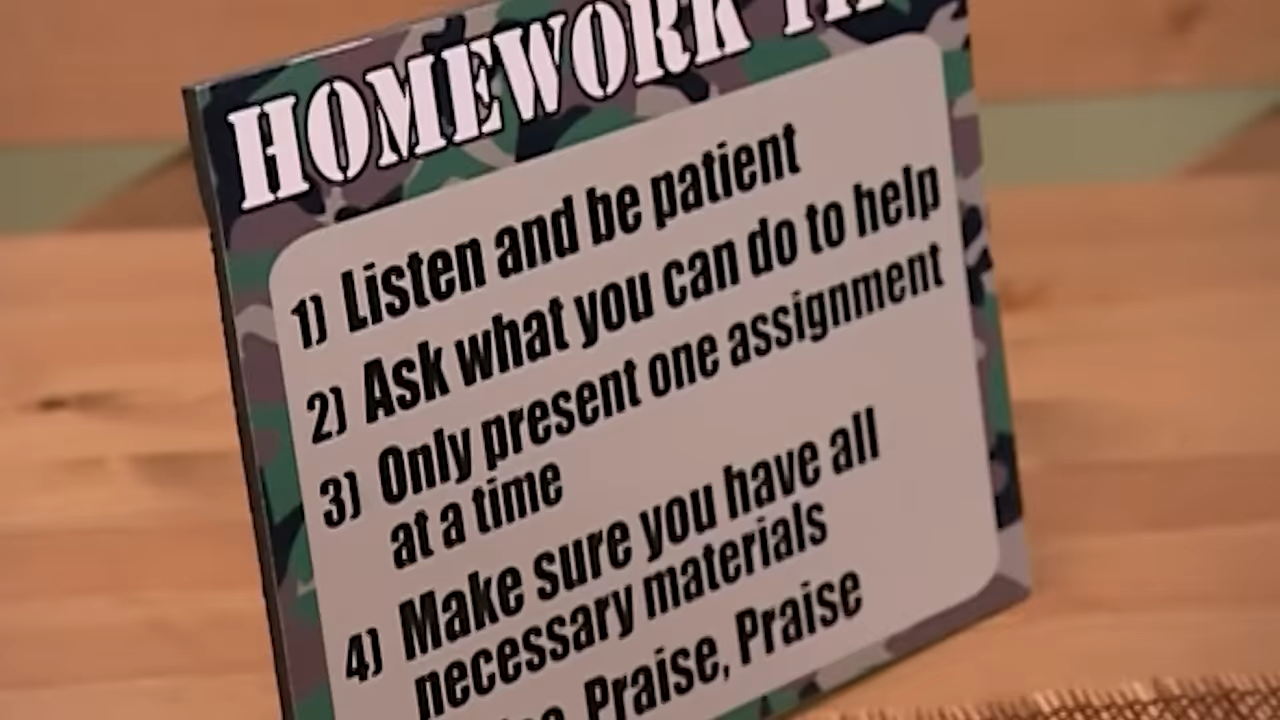 HOMEWORK
1) Listen and be patient
2) Ask what you can do to help
3) Only present one assignment
at a time
4) Make sure you have all
necessary materials
Praise, Praise